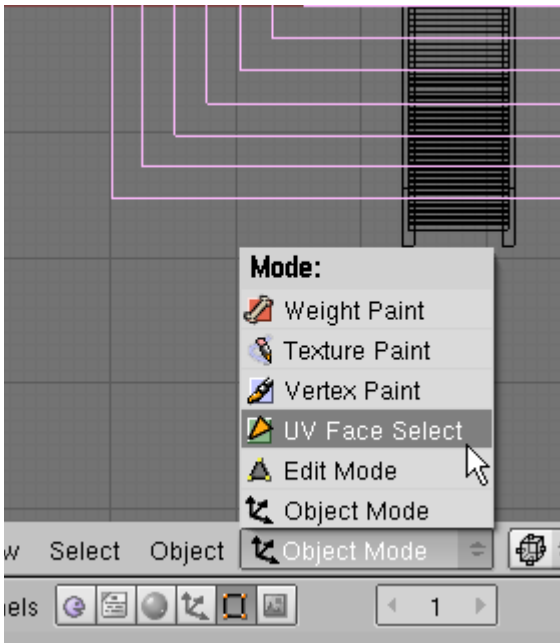 Mode:
Weight Paint
Texture Paint
Vertex Paint
UV Face Select
Edit Mode
Object Mode
Select Object Object Mode
1